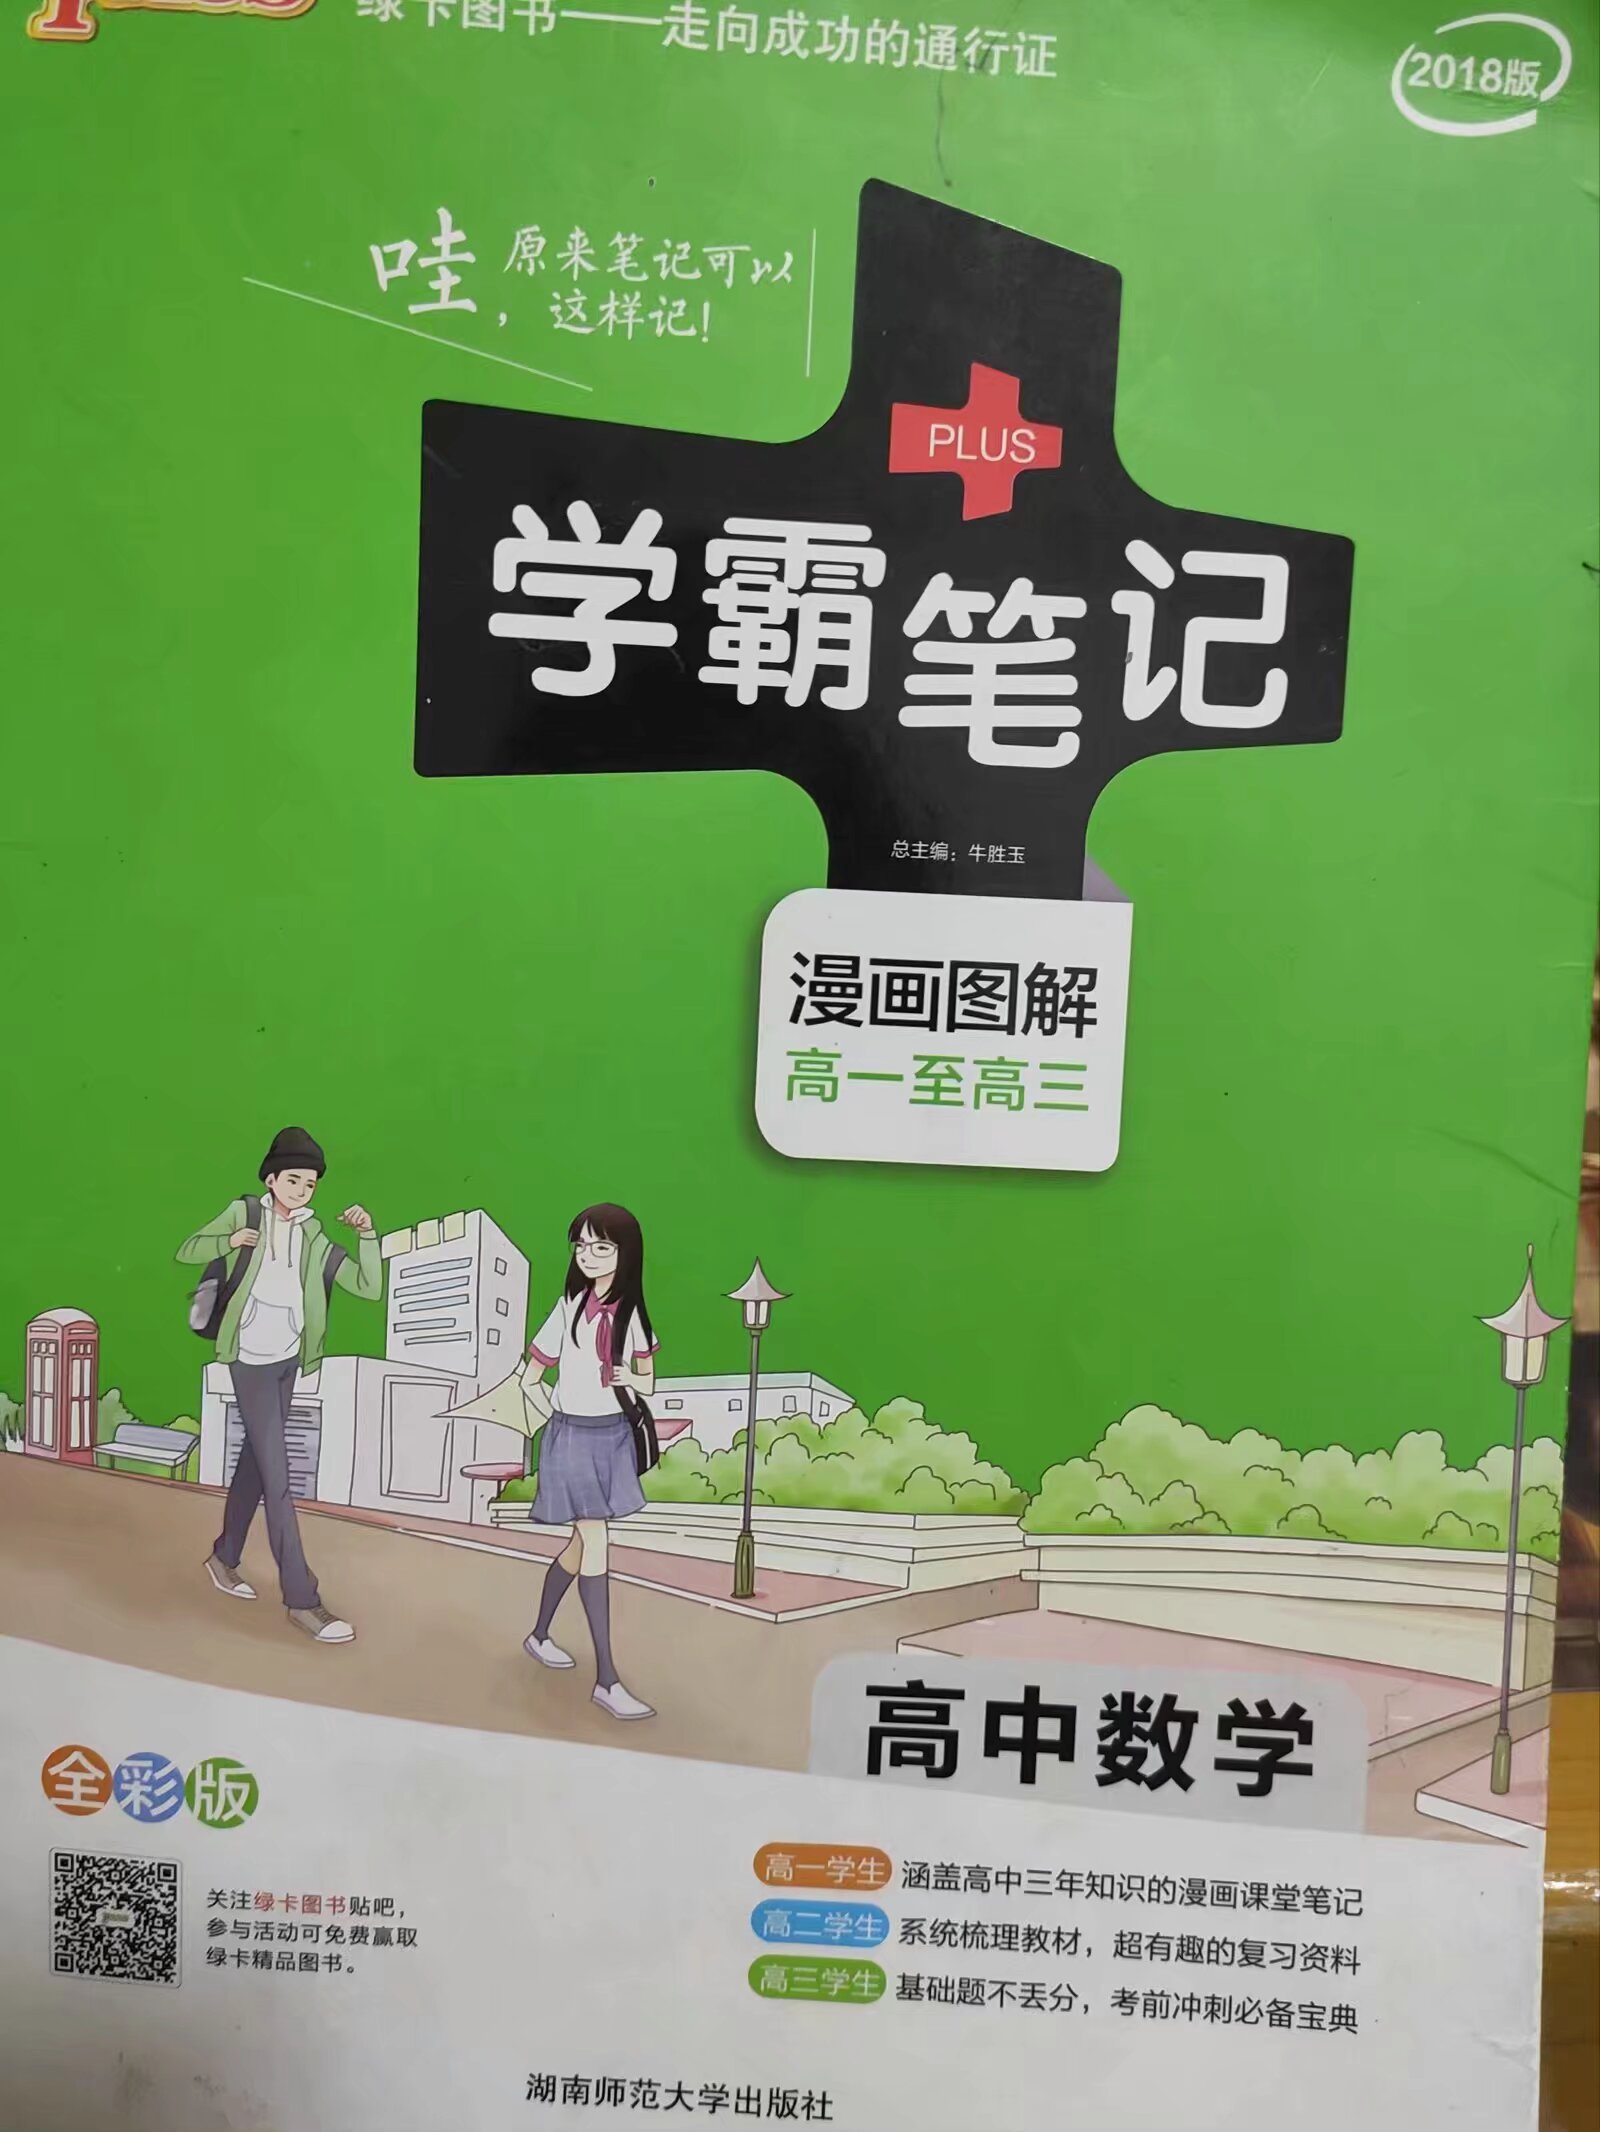 绿卡图书——走向成功的通行证
2018版
哇，原来笔记可以
这样记！
PLUS
学霸笔记
总主编：牛胜玉
漫画图解
高一至高三
高中数学
全彩版
关注绿卡图书贴吧，
参与活动可免费赢取
绿卡精品图书。
高一学生 涵盖高中三年知识的漫画课堂笔记
高二学生 系统梳理教材，超有趣的复习资料
高三学生 基础题不丢分，考前冲刺必备宝典
湖南师范大学出版社